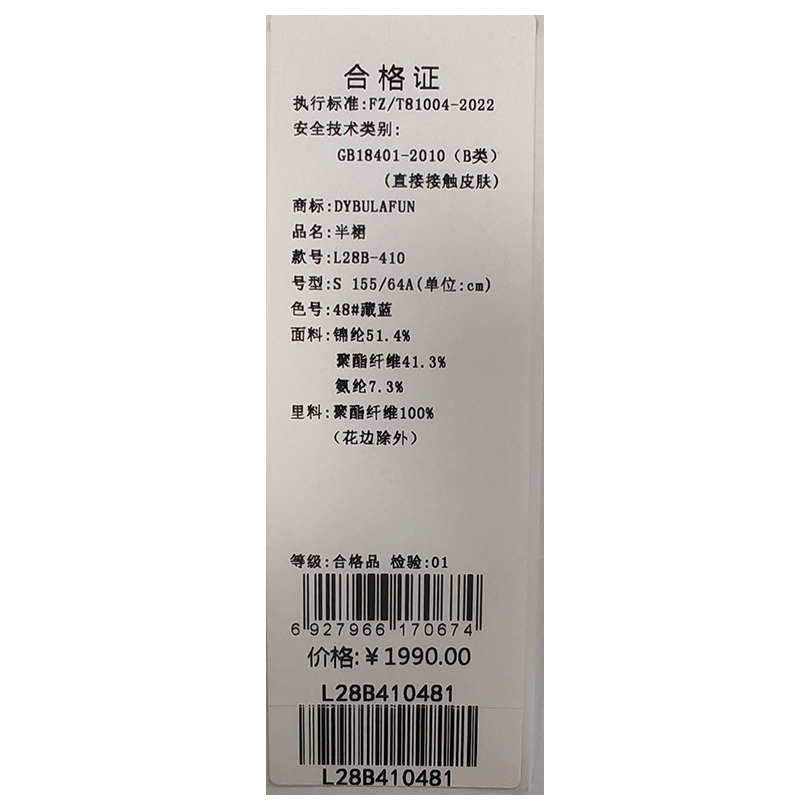 合格证
执行标准:FZ/T81004-2022
安全技术类别:
GB18401-2010（B类）
(直接接触皮肤)
商标:DYBULAFUN
品名:半裙
款号:L28B-410
号型:S 155/64A(单位:cm)
色号:48#藏蓝
面料:锦纶51.4%
聚酯纤维41.3%
氨纶7.3%
里料:聚酯纤维100%
（花边除外）
等级:合格品 检验:01
6 927966 170674
价格:￥1990.00
L28B410481
L28B410481